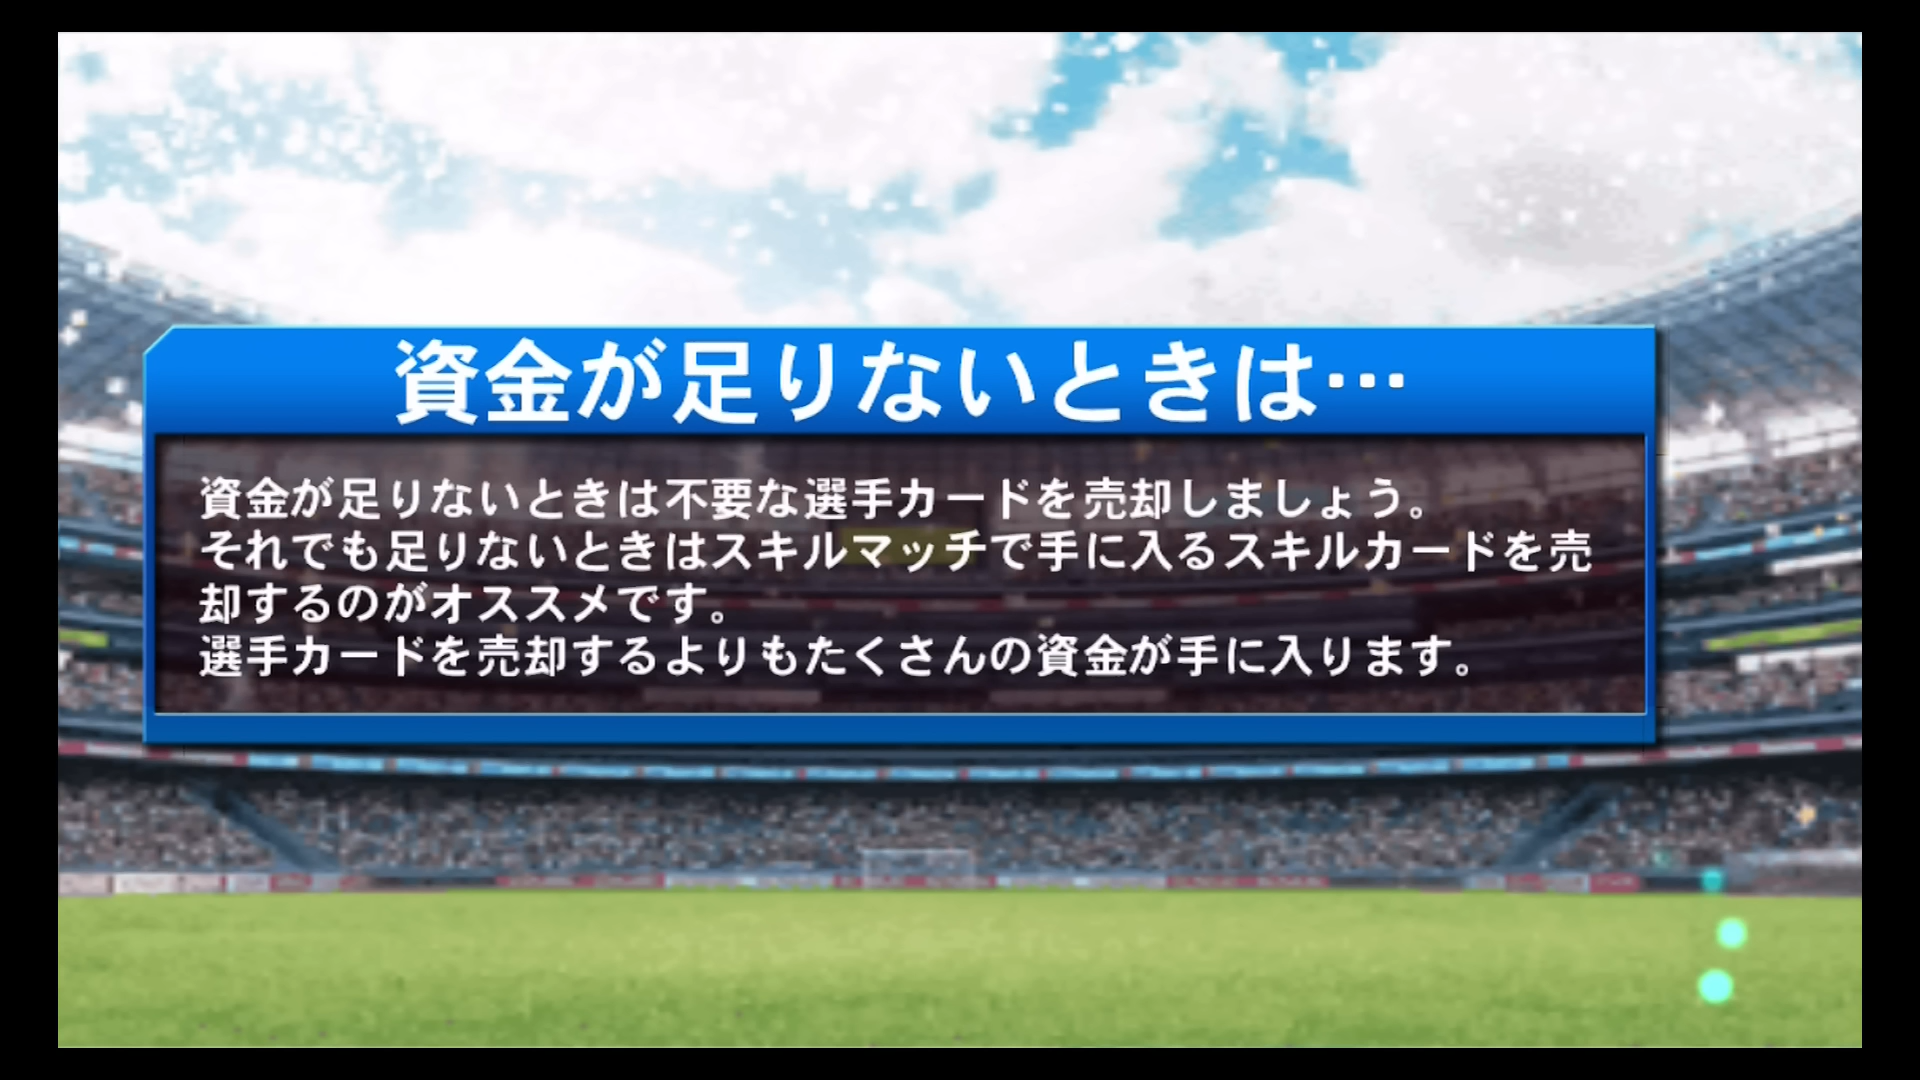 資金が足りないときは…
資金が足りないときは不要な選手カードを売却しましょう。
それでも足りないときはスキルマッチで手に入るスキルカードを売
却するのがオススメです。
選手カードを売却するよりもたくさんの資金が手に入ります。